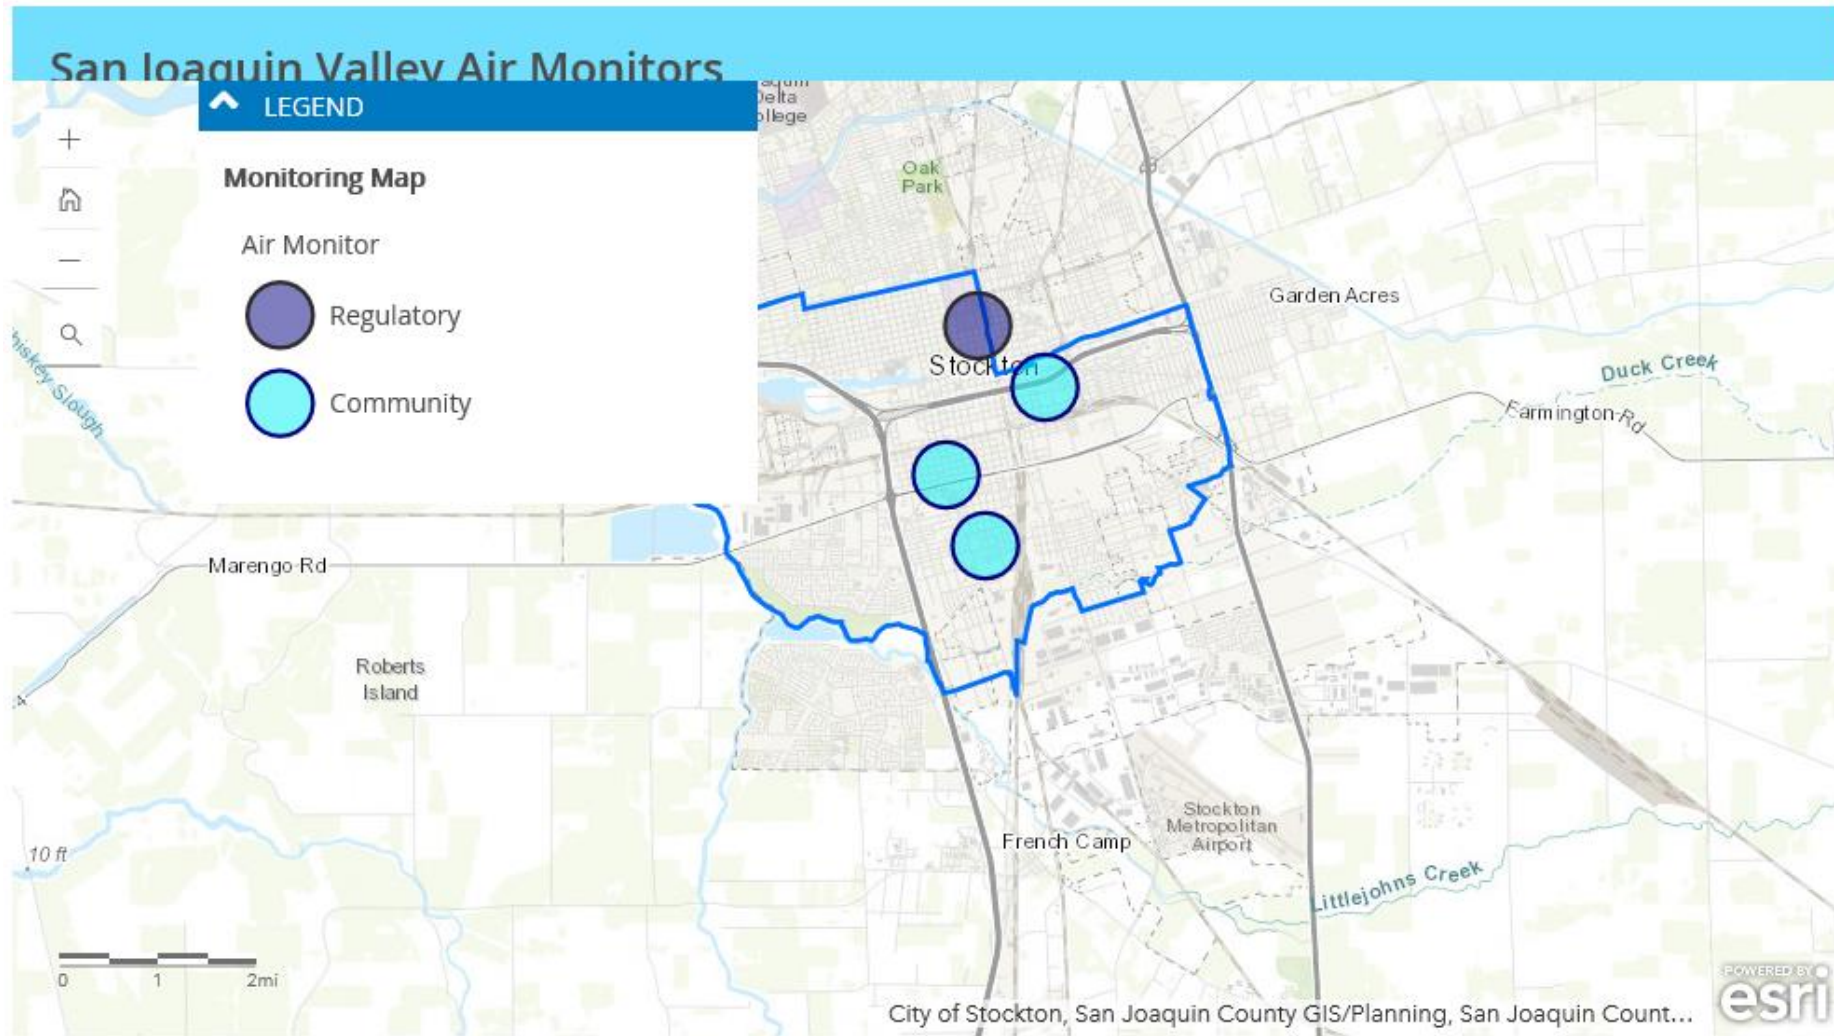 San Joaquin Valley Air Monitors
LEGEND
Monitoring Map
Air Monitor
Regulatory
Community
Delta
Oak
Park
Garden Acres
Stockton
Duck Creek
Farmington Rd
Marengo Rd
Roberts
Island
Stockton
Metropolitan
Airport
French Camp
Littlejohns Creek
10 ft
0 1 2mi
POWERED BY
esri
City of Stockton, San Joaquin County GIS/Planning, San Joaquin Count...